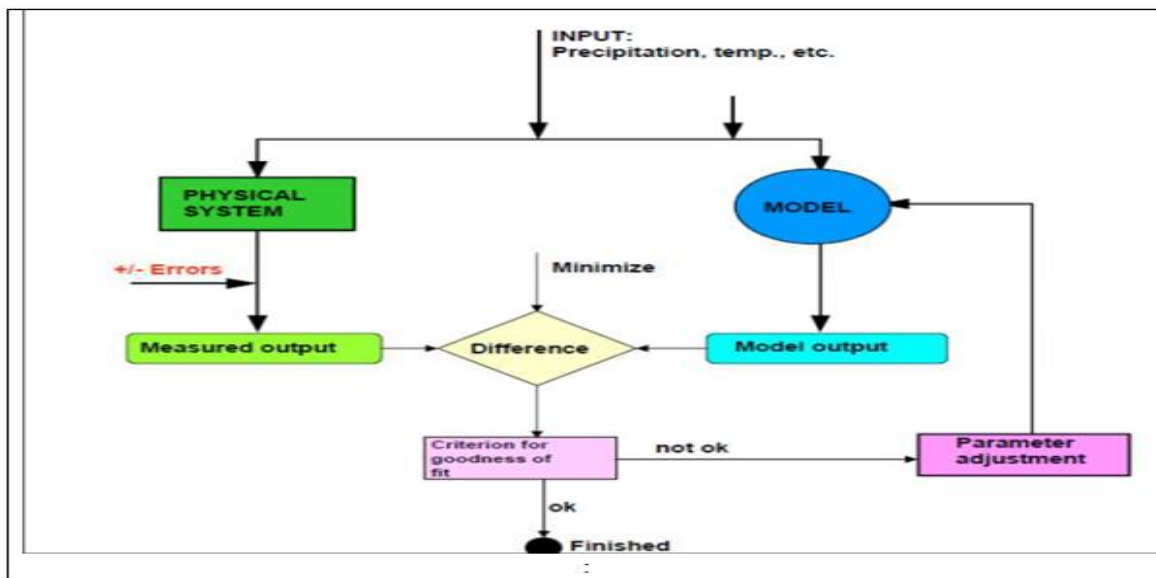 INPUT:
Precipitation, temp., etc.
PHYSICAL
SYSTEM
MODEL
+/- Errors
Minimize
Measured output
Difference
Model output
Criterion for
goodness of
fit
not ok
Parameter
adjustment
ok
Finished
: